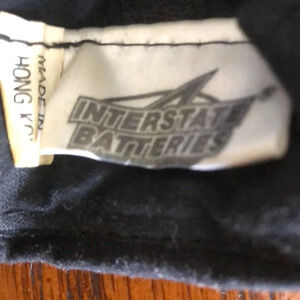 MADE IN
HONG KO
INTERSTATE
BATTERIES